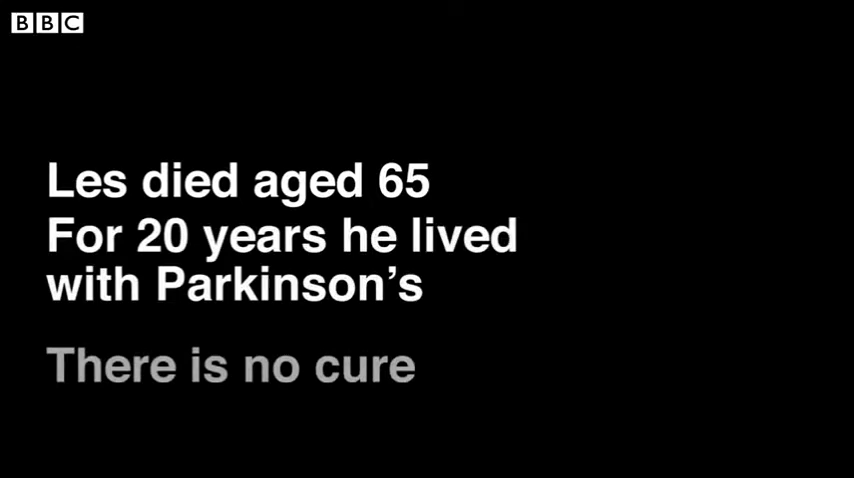 BBC
Les died aged 65
For 20 years he lived
with Parkinson’s
There is no cure